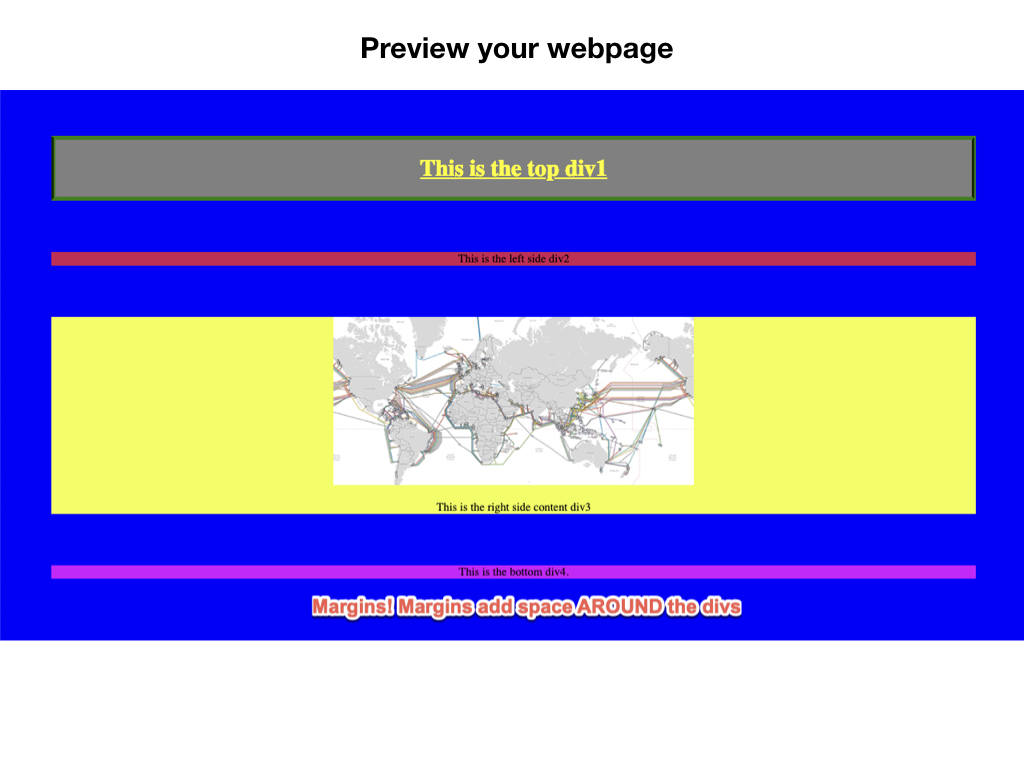 Preview your webpage
This is the top div1
This is the left side div2
This is the right side content div3
This is the bottom div4.
Margins! Margins add space AROUND the divs